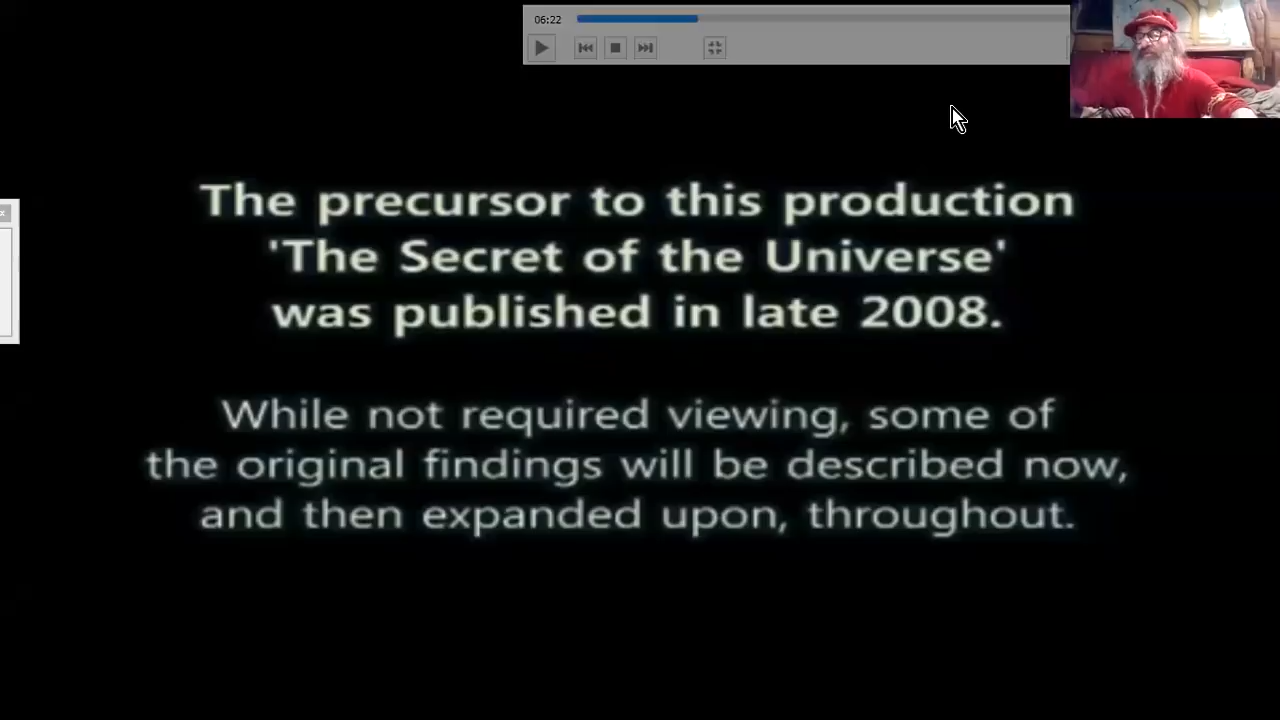 06:22
The precursor to this production
'The Secret of the Universe'
was published in late 2008.
While not required viewing, some of
the original findings will be described now,
and then expanded upon, throughout.